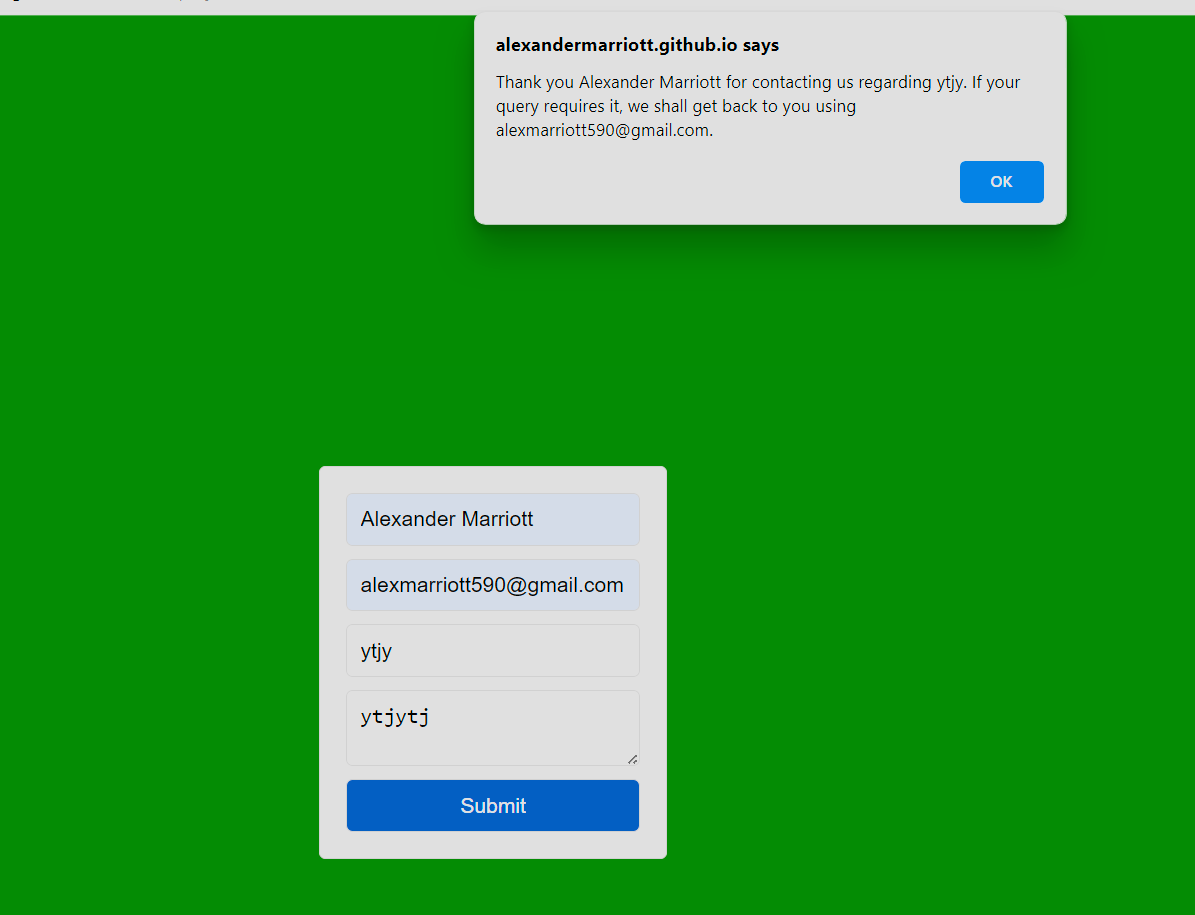 alexandermarriott.github.io says
Thank you Alexander Marriott for contacting us regarding ytjy. If your
query requires it, we shall get back to you using
alexmarriott590@gmail.com.
OK
Alexander Marriott
alexmarriott590@gmail.com
ytjy
ytjytj
Submit